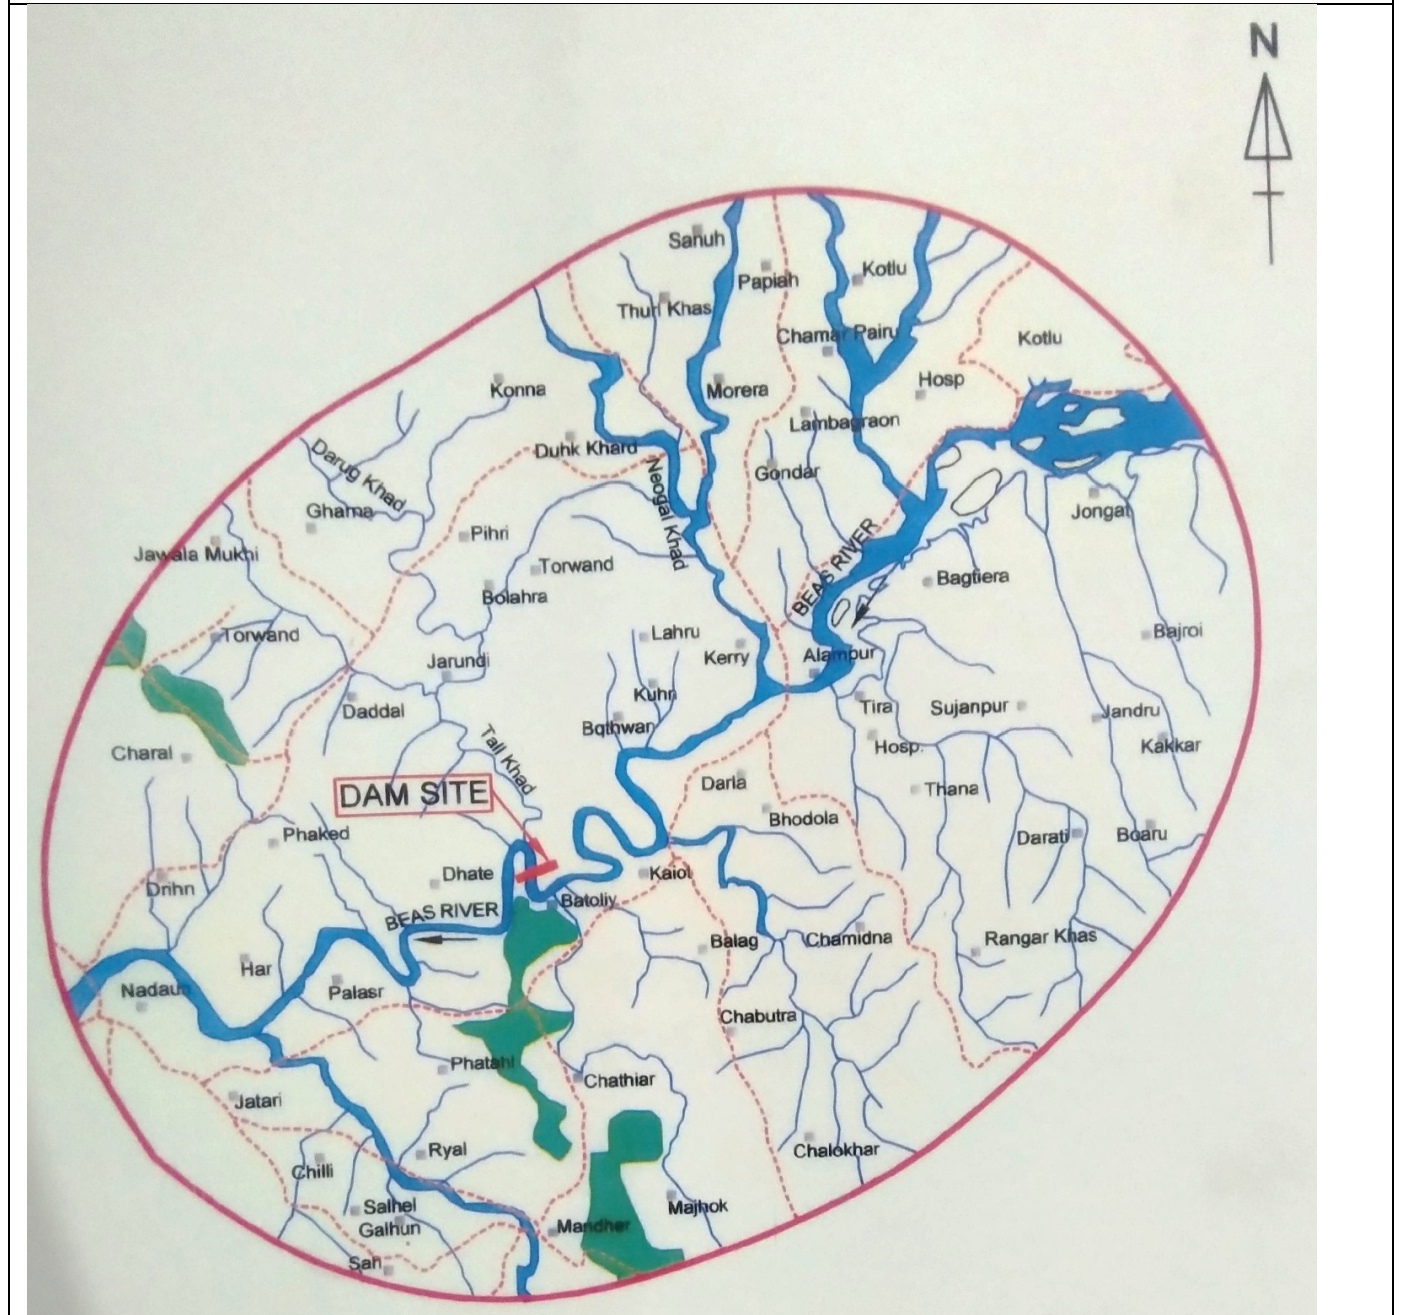 N
Sanuh
Papiah
Kotlu
Thurl Khas
Chamar Pairu
Kotlu
Konna
Morera
Hosp
Lambagraon
Duhk Khard
Darug Khad
Neogal Khad
Gondar
Ghama
Jongat
Pihri
Jawala Mukhi
Torwand
BEAS RIVER
Bagtiera
Bolahra
Torwand
Lahru
Bajroi
Kerry
Alampur
Jarundi
Kuhn
Daddal
Tira
Sujanpur
Jandru
Bqthwar
Charal
Tall Khad
Hosp.
Kakkar
Darla
Thana
DAM SITE
Bhodola
Phaked
Darati
Boaru
Dhate
Kaiol
Drihn
Batoliy
BEAS RIVER
Balag
Chamidna
Rangar Khas
Har
Nadaun
Palasr
Chabutra
Phatahl
Chathiar
Jatari
Ryal
Chalokhar
Chilli
Salhel
Majhok
Galhun
Mandher
Sah